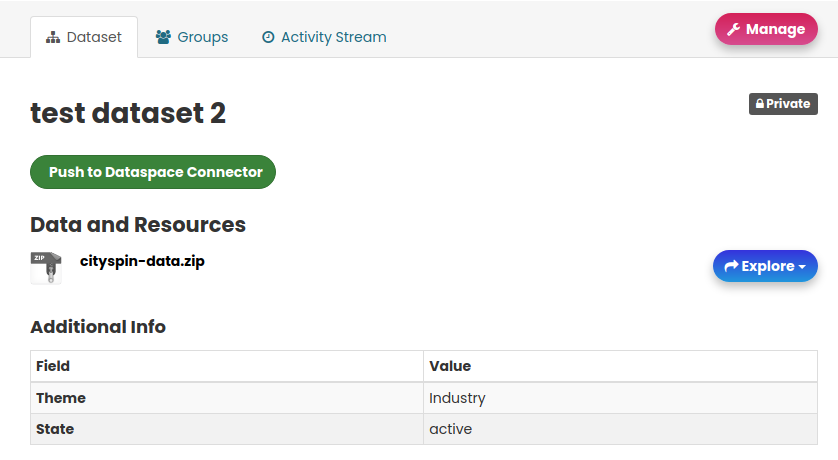 Dataset
Groups
Activity Stream
Manage
test dataset 2
Private
Push to Dataspace Connector
Data and Resources
ZIP
cityspin-data.zip
Explore
Additional Info
Field Value
Theme Industry
State active